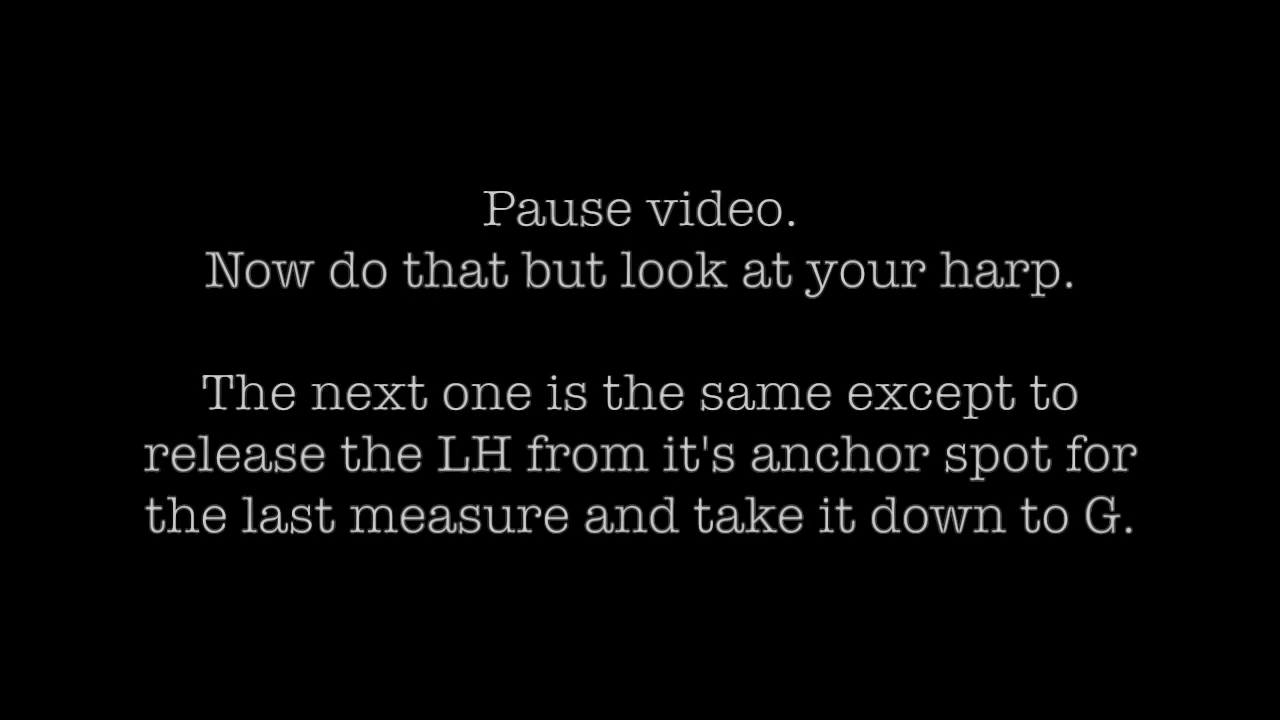 Pause video.
Now do that but look at your harp.
The next one is the same except to
release the LH from it's anchor spot for
the last measure and take it down to G.